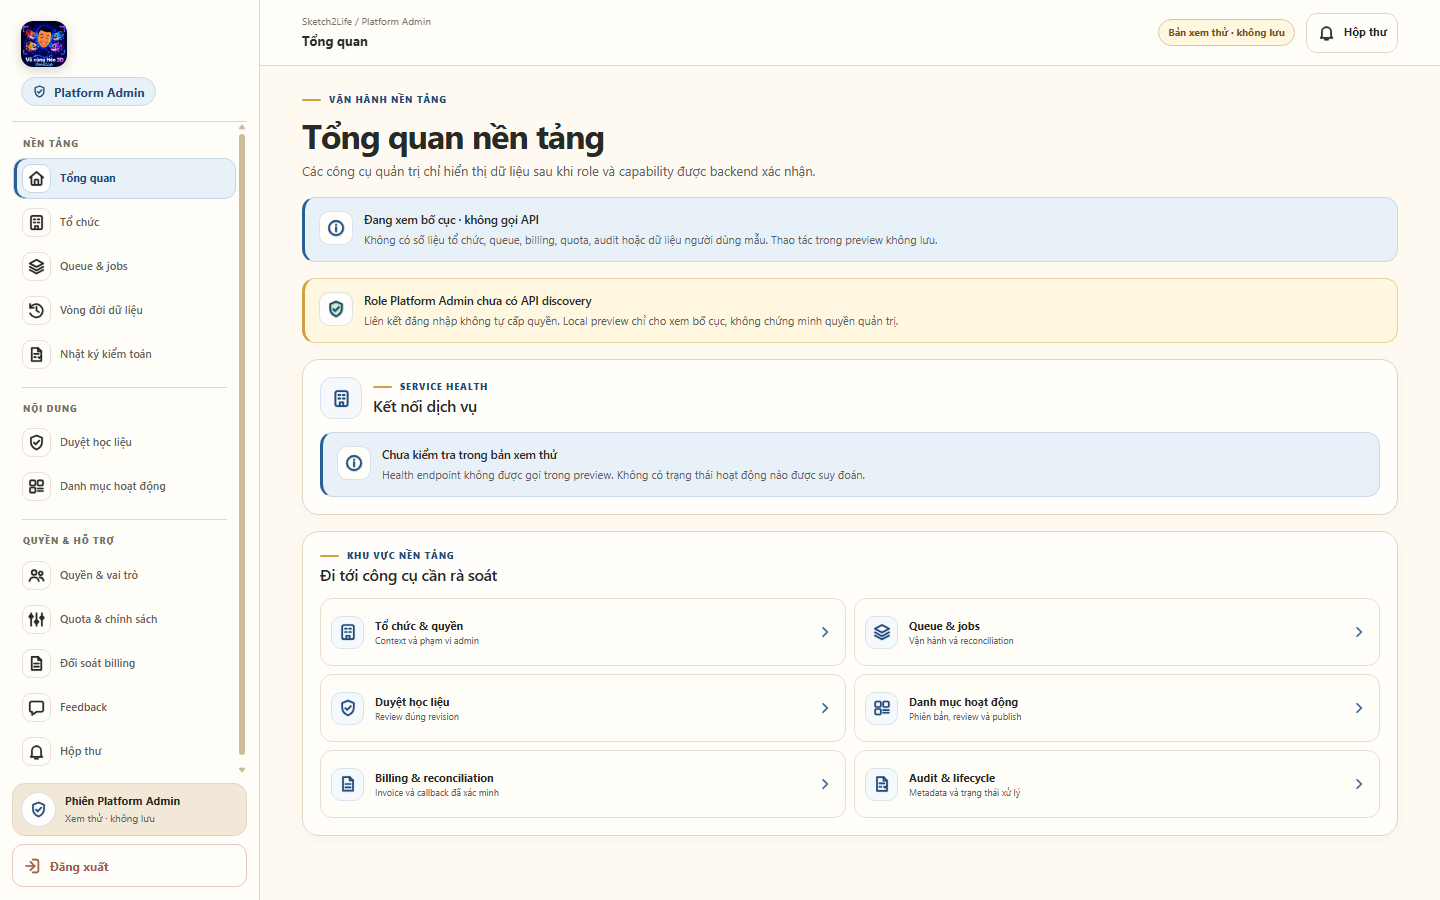 Vẽ cùng Héo 3D
Platform Admin
NỀN TẢNG
Tổng quan
Tổ chức
Queue & jobs
Vòng đời dữ liệu
Nhật ký kiểm toán
NỘI DUNG
Duyệt học liệu
Danh mục hoạt động
QUYỀN & HỖ TRỢ
Quyền & vai trò
Quota & chính sách
Đối soát billing
Feedback
Hộp thư
Phiên Platform Admin
Xem thử · không lưu
Đăng xuất
Sketch2Life / Platform Admin
Tổng quan
Bản xem thử · không lưu
Hộp thư
VẬN HÀNH NỀN TẢNG
Tổng quan nền tảng
Các công cụ quản trị chỉ hiển thị dữ liệu sau khi role và capability được backend xác nhận.
Đang xem bố cục · không gọi API
Không có số liệu tổ chức, queue, billing, quota, audit hoặc dữ liệu người dùng mẫu. Thao tác trong preview không lưu.
Role Platform Admin chưa có API discovery
Liên kết đăng nhập không tự cấp quyền. Local preview chỉ cho xem bố cục, không chứng minh quyền quản trị.
SERVICE HEALTH
Kết nối dịch vụ
Chưa kiểm tra trong bản xem thử
Health endpoint không được gọi trong preview. Không có trạng thái hoạt động nào được suy đoán.
KHU VỰC NỀN TẢNG
Đi tới công cụ cần rà soát
Tổ chức & quyền
Context và phạm vi admin
Queue & jobs
Vận hành và reconciliation
Duyệt học liệu
Review đúng revision
Danh mục hoạt động
Phiên bản, review và publish
Billing & reconciliation
Invoice và callback đã xác minh
Audit & lifecycle
Metadata và trạng thái xử lý